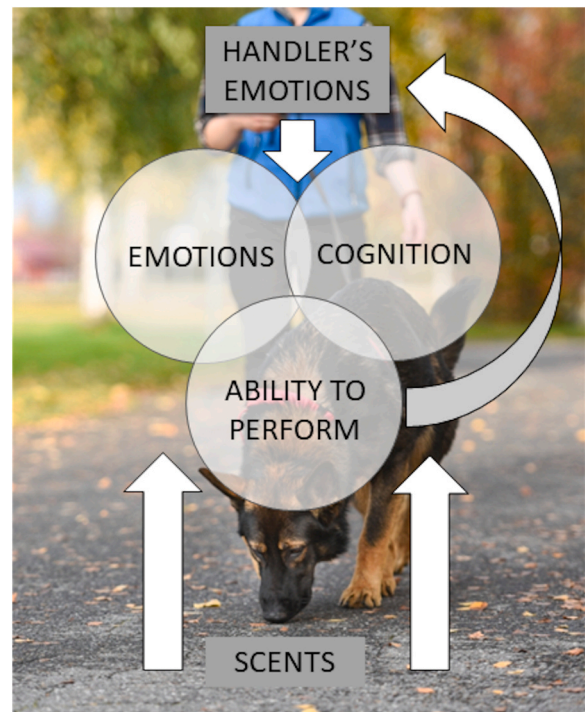 HANDLER'S
EMOTIONS
EMOTIONS
COGNITION
ABILITY TO
PERFORM
SCENTS